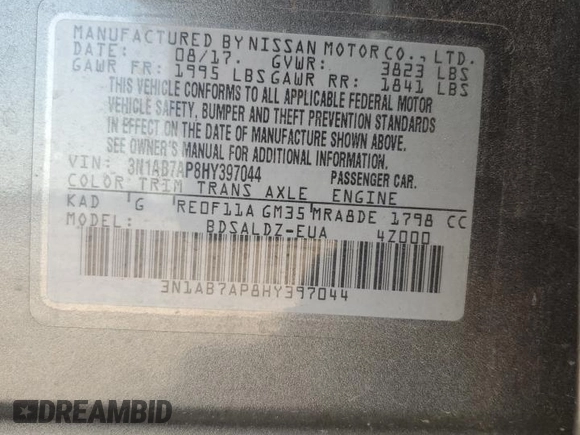 MANUFACTURED BY NISSAN MOTOR CO., LTD.
DATE: 08/17. GVWR: 3823 LBS
GAWR FR: 1995 LBS GAWR RR: 1841 LBS
THIS VEHICLE CONFORMS TO ALL APPLICABLE FEDERAL MOTOR
VEHICLE SAFETY, BUMPER AND THEFT PREVENTION STANDARDS
IN EFFECT ON THE DATE OF MANUFACTURE SHOWN ABOVE.
SEE OWNER'S MANUAL FOR ADDITIONAL INFORMATION.
VIN: 3N1AB7AP8HY397044 PASSENGER CAR.
COLOR TRIM TRANS AXLE ENGINE
KAD G RE0F11A GM35 MRA8DE 1798 CC
MODEL: BDSALDZ-EUA 4Z000
3N1AB7AP8HY397044
DREAMBID